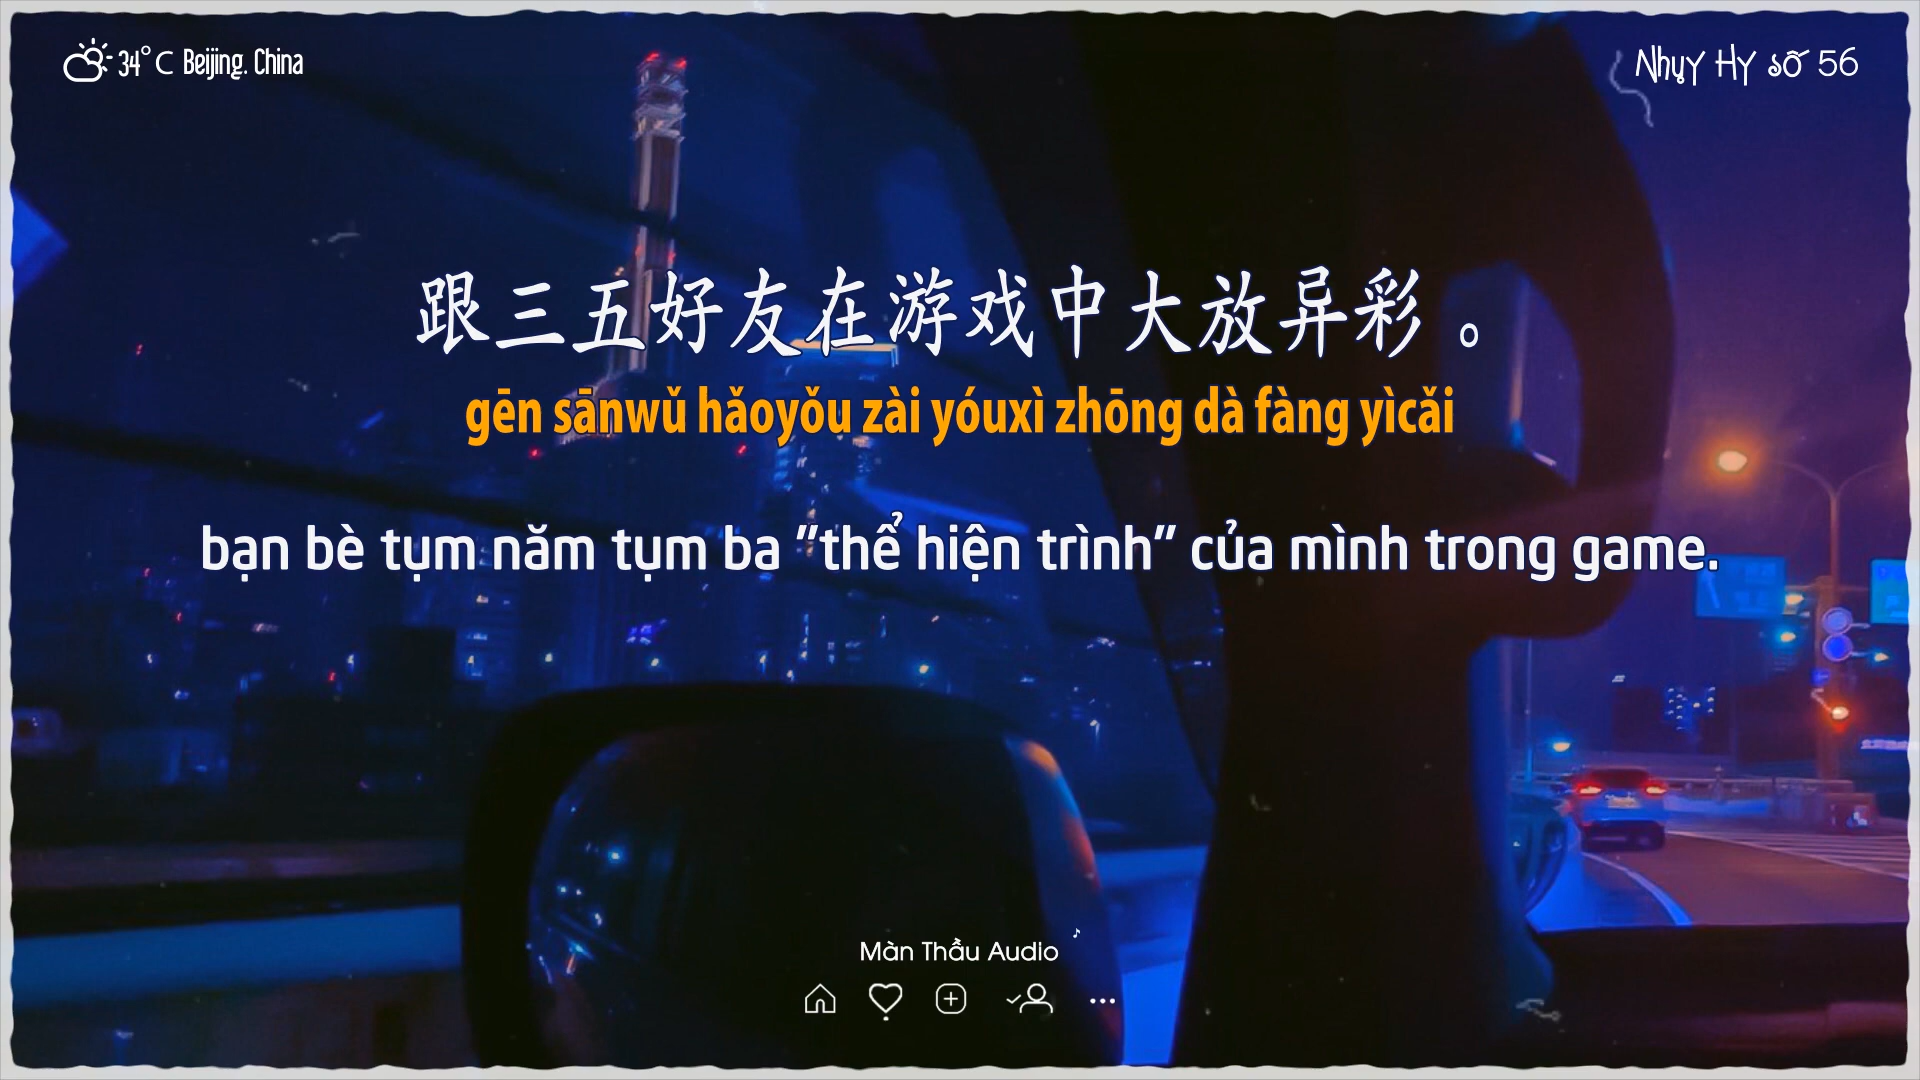 34° C Beijing. China
Nhụy Hy số 56
跟三五好友在游戏中大放异彩。
gēn sānwǔ hǎoyǒu zài yóuxì zhōng dà fàng yìcǎi
bạn bè tụm năm tụm ba "thể hiện trình" của mình trong game.
Màn Thầu Audio